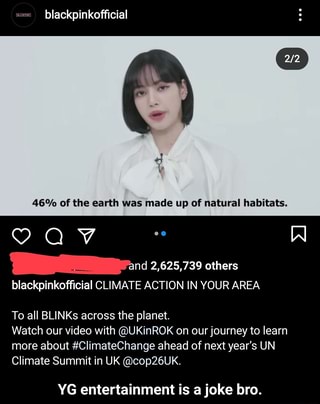 blackpinkofficial
2/2
46% of the earth was made up of natural habitats.
and 2,625,739 others
blackpinkofficial CLIMATE ACTION IN YOUR AREA
To all BLINKs across the planet.
Watch our video with @UKinROK on our journey to learn
more about #ClimateChange ahead of next year's UN
Climate Summit in UK @cop26UK.
YG entertainment is a joke bro.